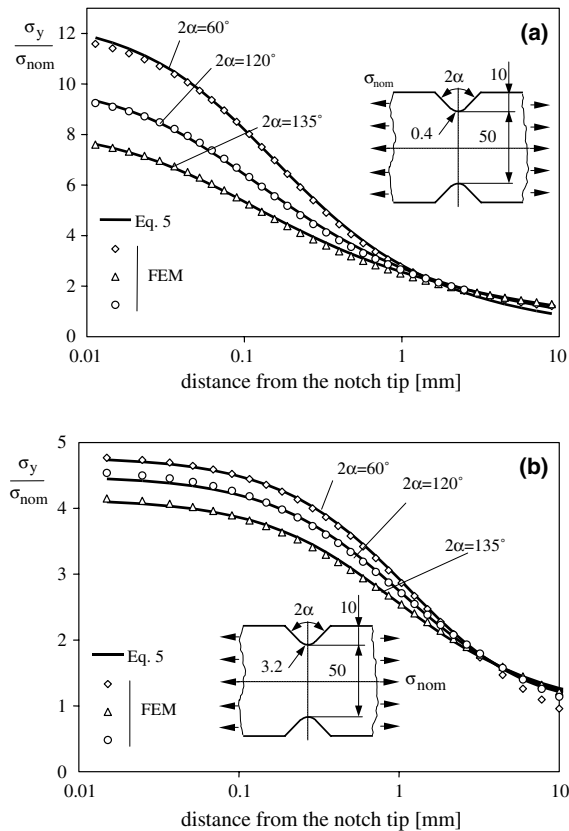 σy
σnom
12
10
8
6
4
2
0
0.01
0.1
1
10
2α=60°
2α=120°
2α=135°
(a)
σnom
2α
10
0.4
50
Eq. 5
FEM
distance from the notch tip [mm]
σy
σnom
5
4
3
2
1
0
0.01
0.1
1
10
(b)
2α=60°
2α=120°
2α=135°
2α
10
3.2
50
σnom
Eq. 5
FEM
distance from the notch tip [mm]